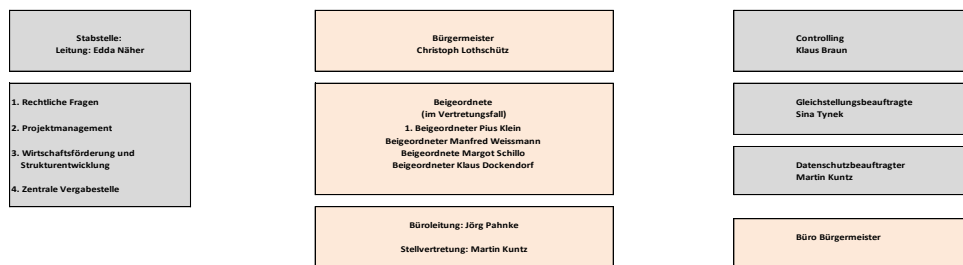 Stabstelle:
Leitung: Edda Näher
1. Rechtliche Fragen
2. Projektmanagement
3. Wirtschaftsförderung und
Strukturentwicklung
4. Zentrale Vergabestelle
Bürgermeister
Christoph Lothschütz
Beigeordnete
(im Vertretungsfall)
1. Beigeordneter Pius Klein
Beigeordneter Manfred Weissmann
Beigeordnete Margot Schillo
Beigeordneter Klaus Dockendorf
Büroleitung: Jörg Pahnke
Stellvertretung: Martin Kuntz
Controlling
Klaus Braun
Gleichstellungsbeauftragte
Sina Tynek
Datenschutzbeauftragter
Martin Kuntz
Büro Bürgermeister